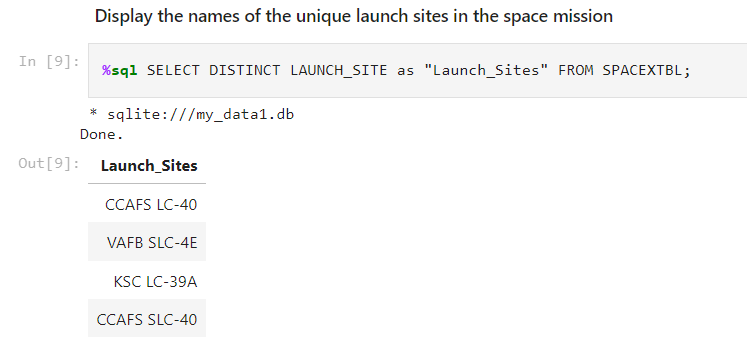 Display the names of the unique launch sites in the space mission
In [9]: %sql SELECT DISTINCT LAUNCH_SITE as "Launch_Sites" FROM SPACEXTBL;
* sqlite:///my_data1.db
Done.
Out[9]: Launch_Sites
CCAFS LC-40
VAFB SLC-4E
KSC LC-39A
CCAFS SLC-40